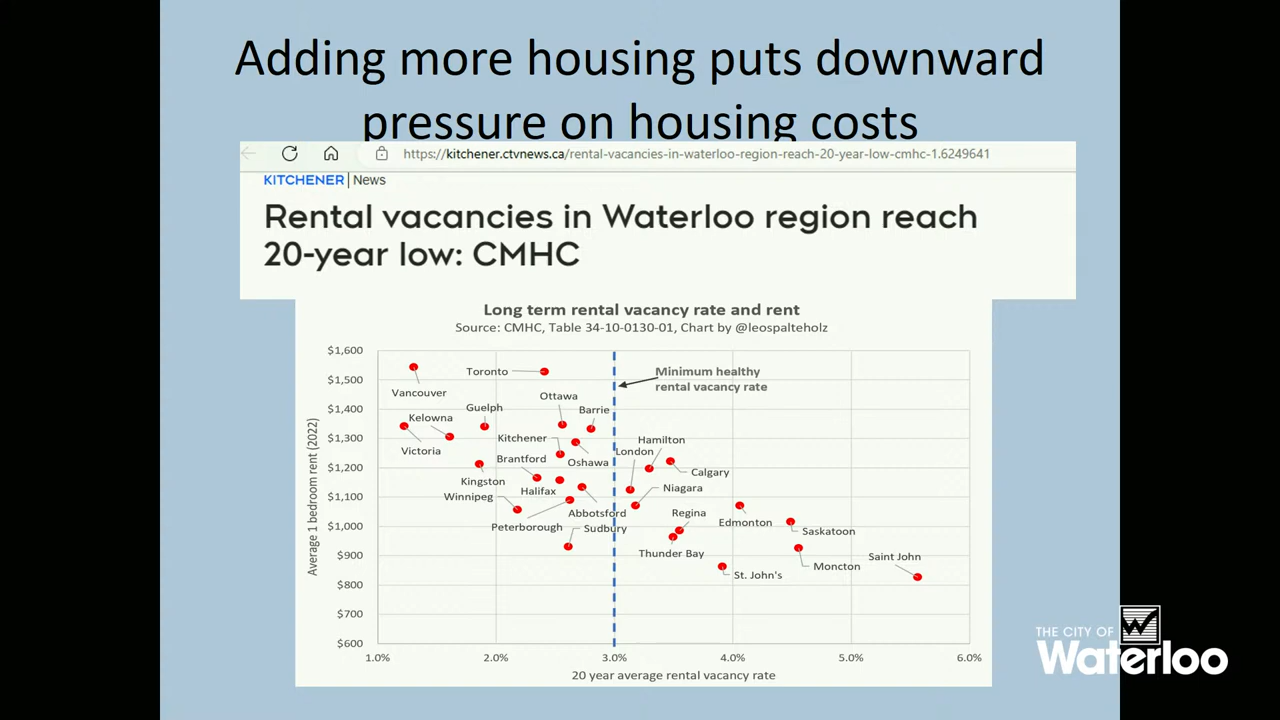 Adding more housing puts downward
pressure on housing costs
https://kitchener.ctvnews.ca/rental-vacancies-in-waterloo-region-reach-20-year-low-cmhc-1.6249641
KITCHENER | News
Rental vacancies in Waterloo region reach
20-year low: CMHC
Long term rental vacancy rate and rent
Source: CMHC, Table 34-10-0130-01, Chart by @leospalteholz
Average 1 bedroom rent (2022)
$1,600
$1,500
$1,400
$1,300
$1,200
$1,100
$1,000
$900
$800
$700
$600
Minimum healthy
rental vacancy rate
Vancouver
Toronto
Ottawa
Guelph
Barrie
Kelowna
Victoria
Kitchener
Hamilton
London
Brantford
Oshawa
Calgary
Kingston
Halifax
Niagara
Winnipeg
Abbotsford
Regina
Peterborough
Sudbury
Edmonton
Saskatoon
Thunder Bay
Saint John
Moncton
St. John's
1.0%
2.0%
3.0%
4.0%
5.0%
6.0%
20 year average rental vacancy rate
THE CITY OF
W
Waterloo